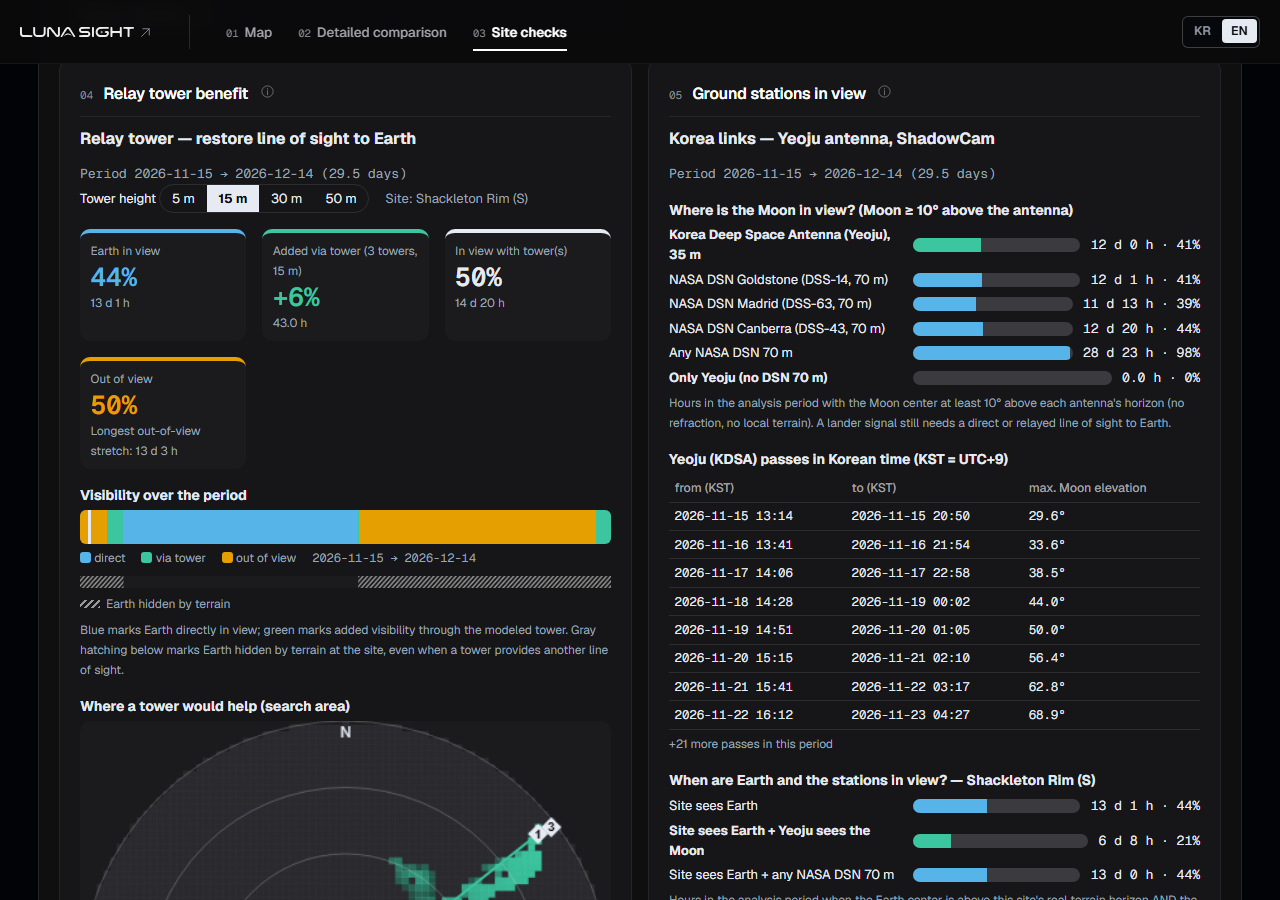 LUNA SIGHT ↗
01 Map
02 Detailed comparison
03 Site checks
KR EN
04 Relay tower benefit ⓘ
Relay tower — restore line of sight to Earth
Period 2026-11-15 → 2026-12-14 (29.5 days)
Tower height 5 m 15 m 30 m 50 m Site: Shackleton Rim (S)
Earth in view
44%
13 d 1 h
Added via tower (3 towers,
15 m)
+6%
43.0 h
In view with tower(s)
50%
14 d 20 h
Out of view
50%
Longest out-of-view
stretch: 13 d 3 h
Visibility over the period
direct via tower out of view 2026-11-15 → 2026-12-14
Earth hidden by terrain
Blue marks Earth directly in view; green marks added visibility through the modeled tower. Gray
hatching below marks Earth hidden by terrain at the site, even when a tower provides another line
of sight.
Where a tower would help (search area)
N
1 3
05 Ground stations in view ⓘ
Korea links — Yeoju antenna, ShadowCam
Period 2026-11-15 → 2026-12-14 (29.5 days)
Where is the Moon in view? (Moon ≥ 10° above the antenna)
Korea Deep Space Antenna (Yeoju),
35 m 12 d 0 h · 41%
NASA DSN Goldstone (DSS-14, 70 m) 12 d 1 h · 41%
NASA DSN Madrid (DSS-63, 70 m) 11 d 13 h · 39%
NASA DSN Canberra (DSS-43, 70 m) 12 d 20 h · 44%
Any NASA DSN 70 m 28 d 23 h · 98%
Only Yeoju (no DSN 70 m) 0.0 h · 0%
Hours in the analysis period with the Moon center at least 10° above each antenna's horizon (no
refraction, no local terrain). A lander signal still needs a direct or relayed line of sight to Earth.
Yeoju (KDSA) passes in Korean time (KST = UTC+9)
from (KST) to (KST) max. Moon elevation
2026-11-15 13:14 2026-11-15 20:50 29.6°
2026-11-16 13:41 2026-11-16 21:54 33.6°
2026-11-17 14:06 2026-11-17 22:58 38.5°
2026-11-18 14:28 2026-11-19 00:02 44.0°
2026-11-19 14:51 2026-11-20 01:05 50.0°
2026-11-20 15:15 2026-11-21 02:10 56.4°
2026-11-21 15:41 2026-11-22 03:17 62.8°
2026-11-22 16:12 2026-11-23 04:27 68.9°
+21 more passes in this period
When are Earth and the stations in view? — Shackleton Rim (S)
Site sees Earth 13 d 1 h · 44%
Site sees Earth + Yeoju sees the
Moon 6 d 8 h · 21%
Site sees Earth + any NASA DSN 70 m 13 d 0 h · 44%
Hours in the analysis period when the Earth center is above this site's real terrain horizon AND the